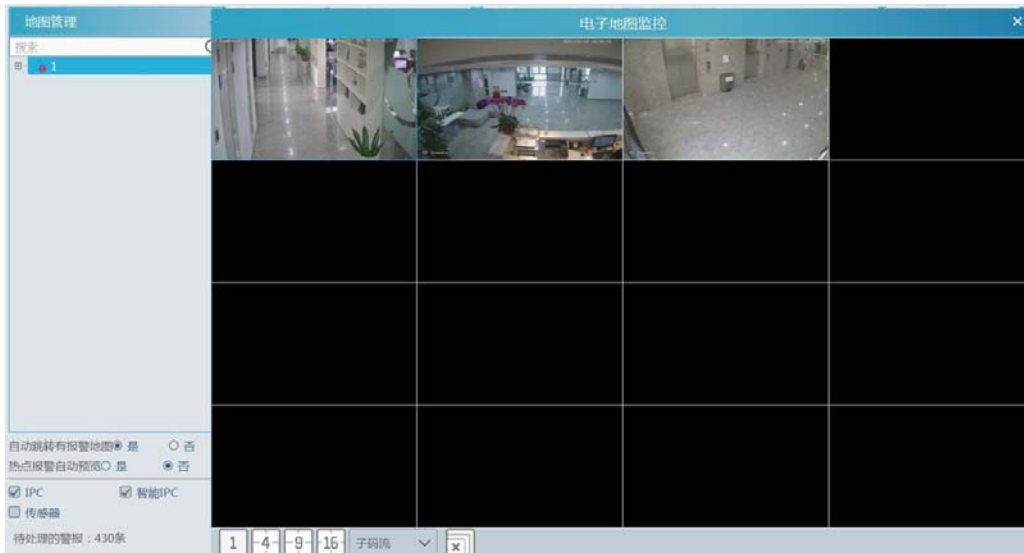 地图管理
电子地图监控
×
搜索
1
自动跳转有报警地图 是 否
热点报警自动预览 是 否
IPC 智能IPC
传感器
待处理的警报：430条
1 4 9 16 子码流